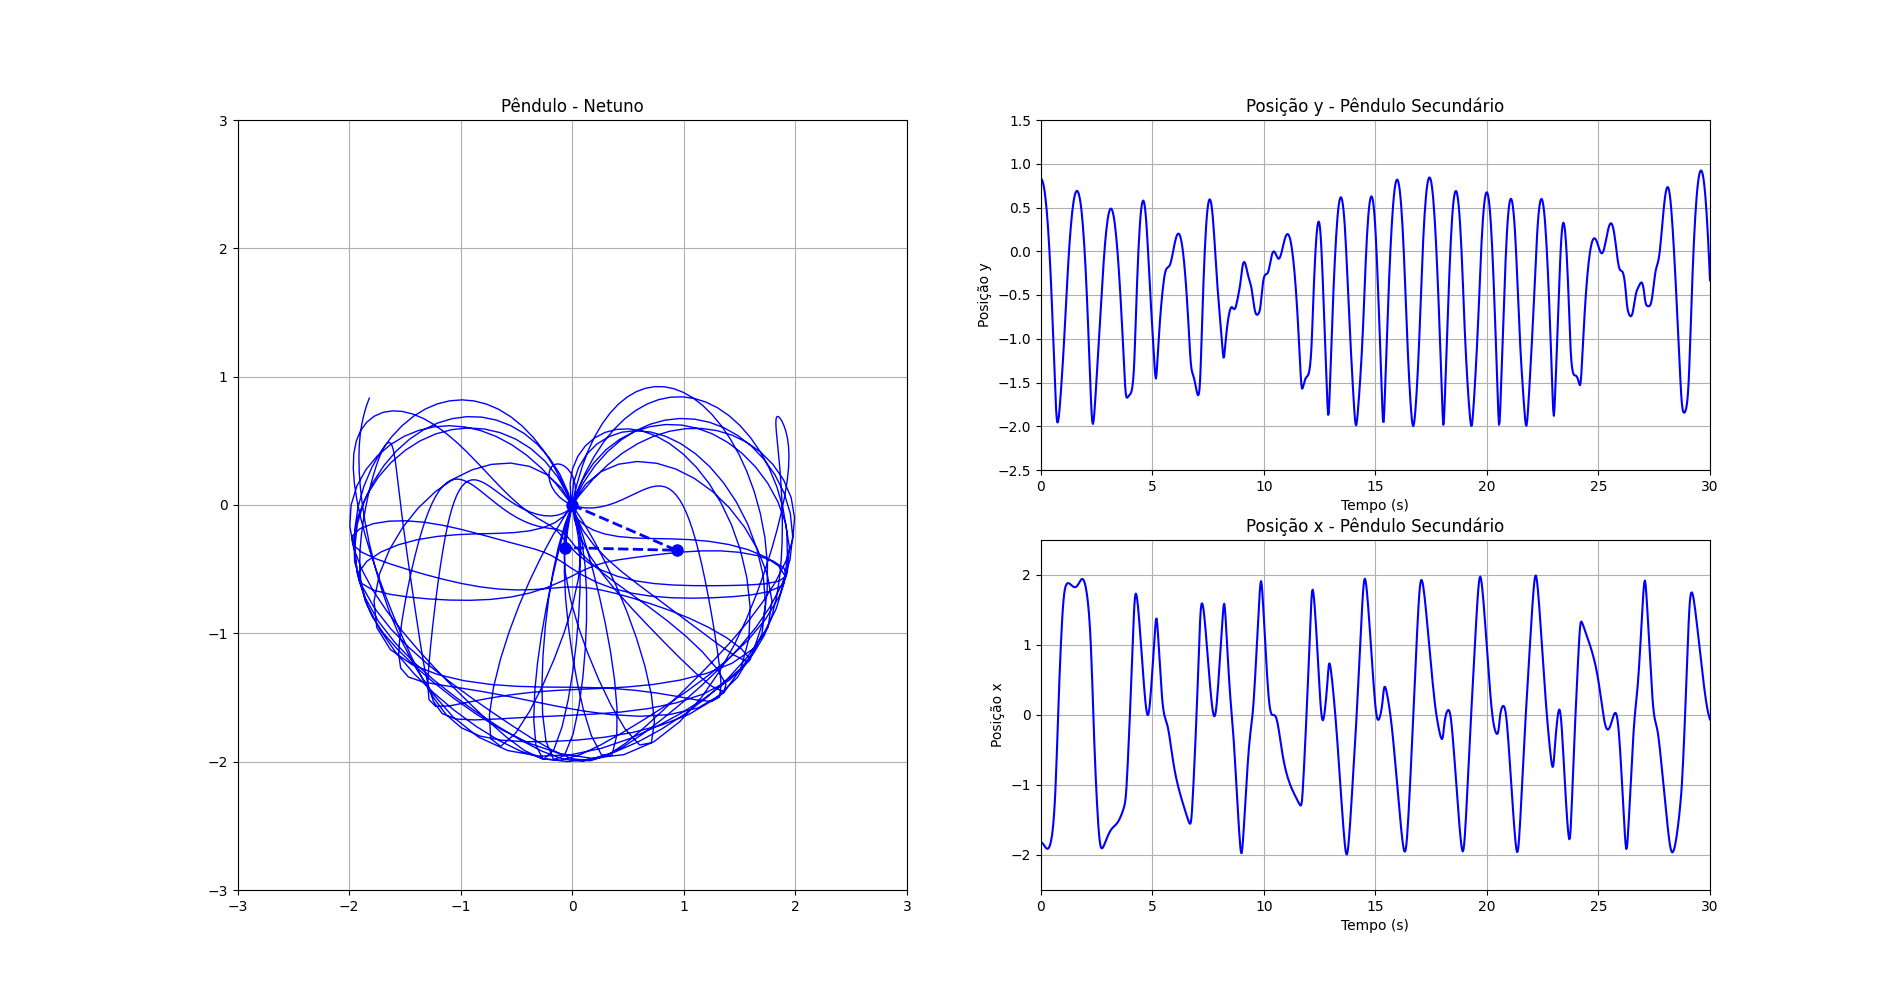 Pêndulo - Netuno
3
2
1
0
−1
−2
−3
−3 −2 −1 0 1 2 3
Posição y - Pêndulo Secundário
Posição y
1.5
1.0
0.5
0.0
−0.5
−1.0
−1.5
−2.0
−2.5
0 5 10 15 20 25 30
Tempo (s)
Posição x - Pêndulo Secundário
Posição x
2
1
0
−1
−2
0 5 10 15 20 25 30
Tempo (s)